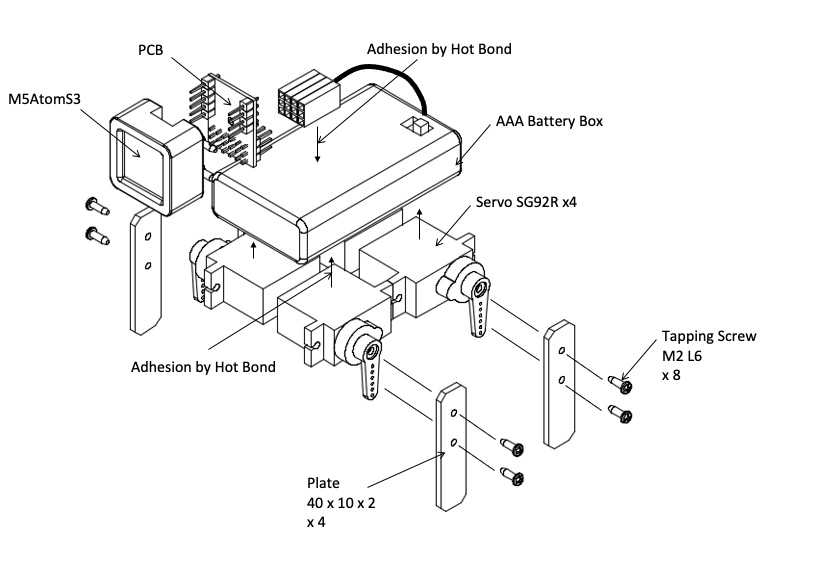 Adhesion by Hot Bond
PCB
M5AtomS3
AAA Battery Box
Servo SG92R x4
Tapping Screw
M2 L6
x 8
Adhesion by Hot Bond
Plate
40 x 10 x 2
x 4